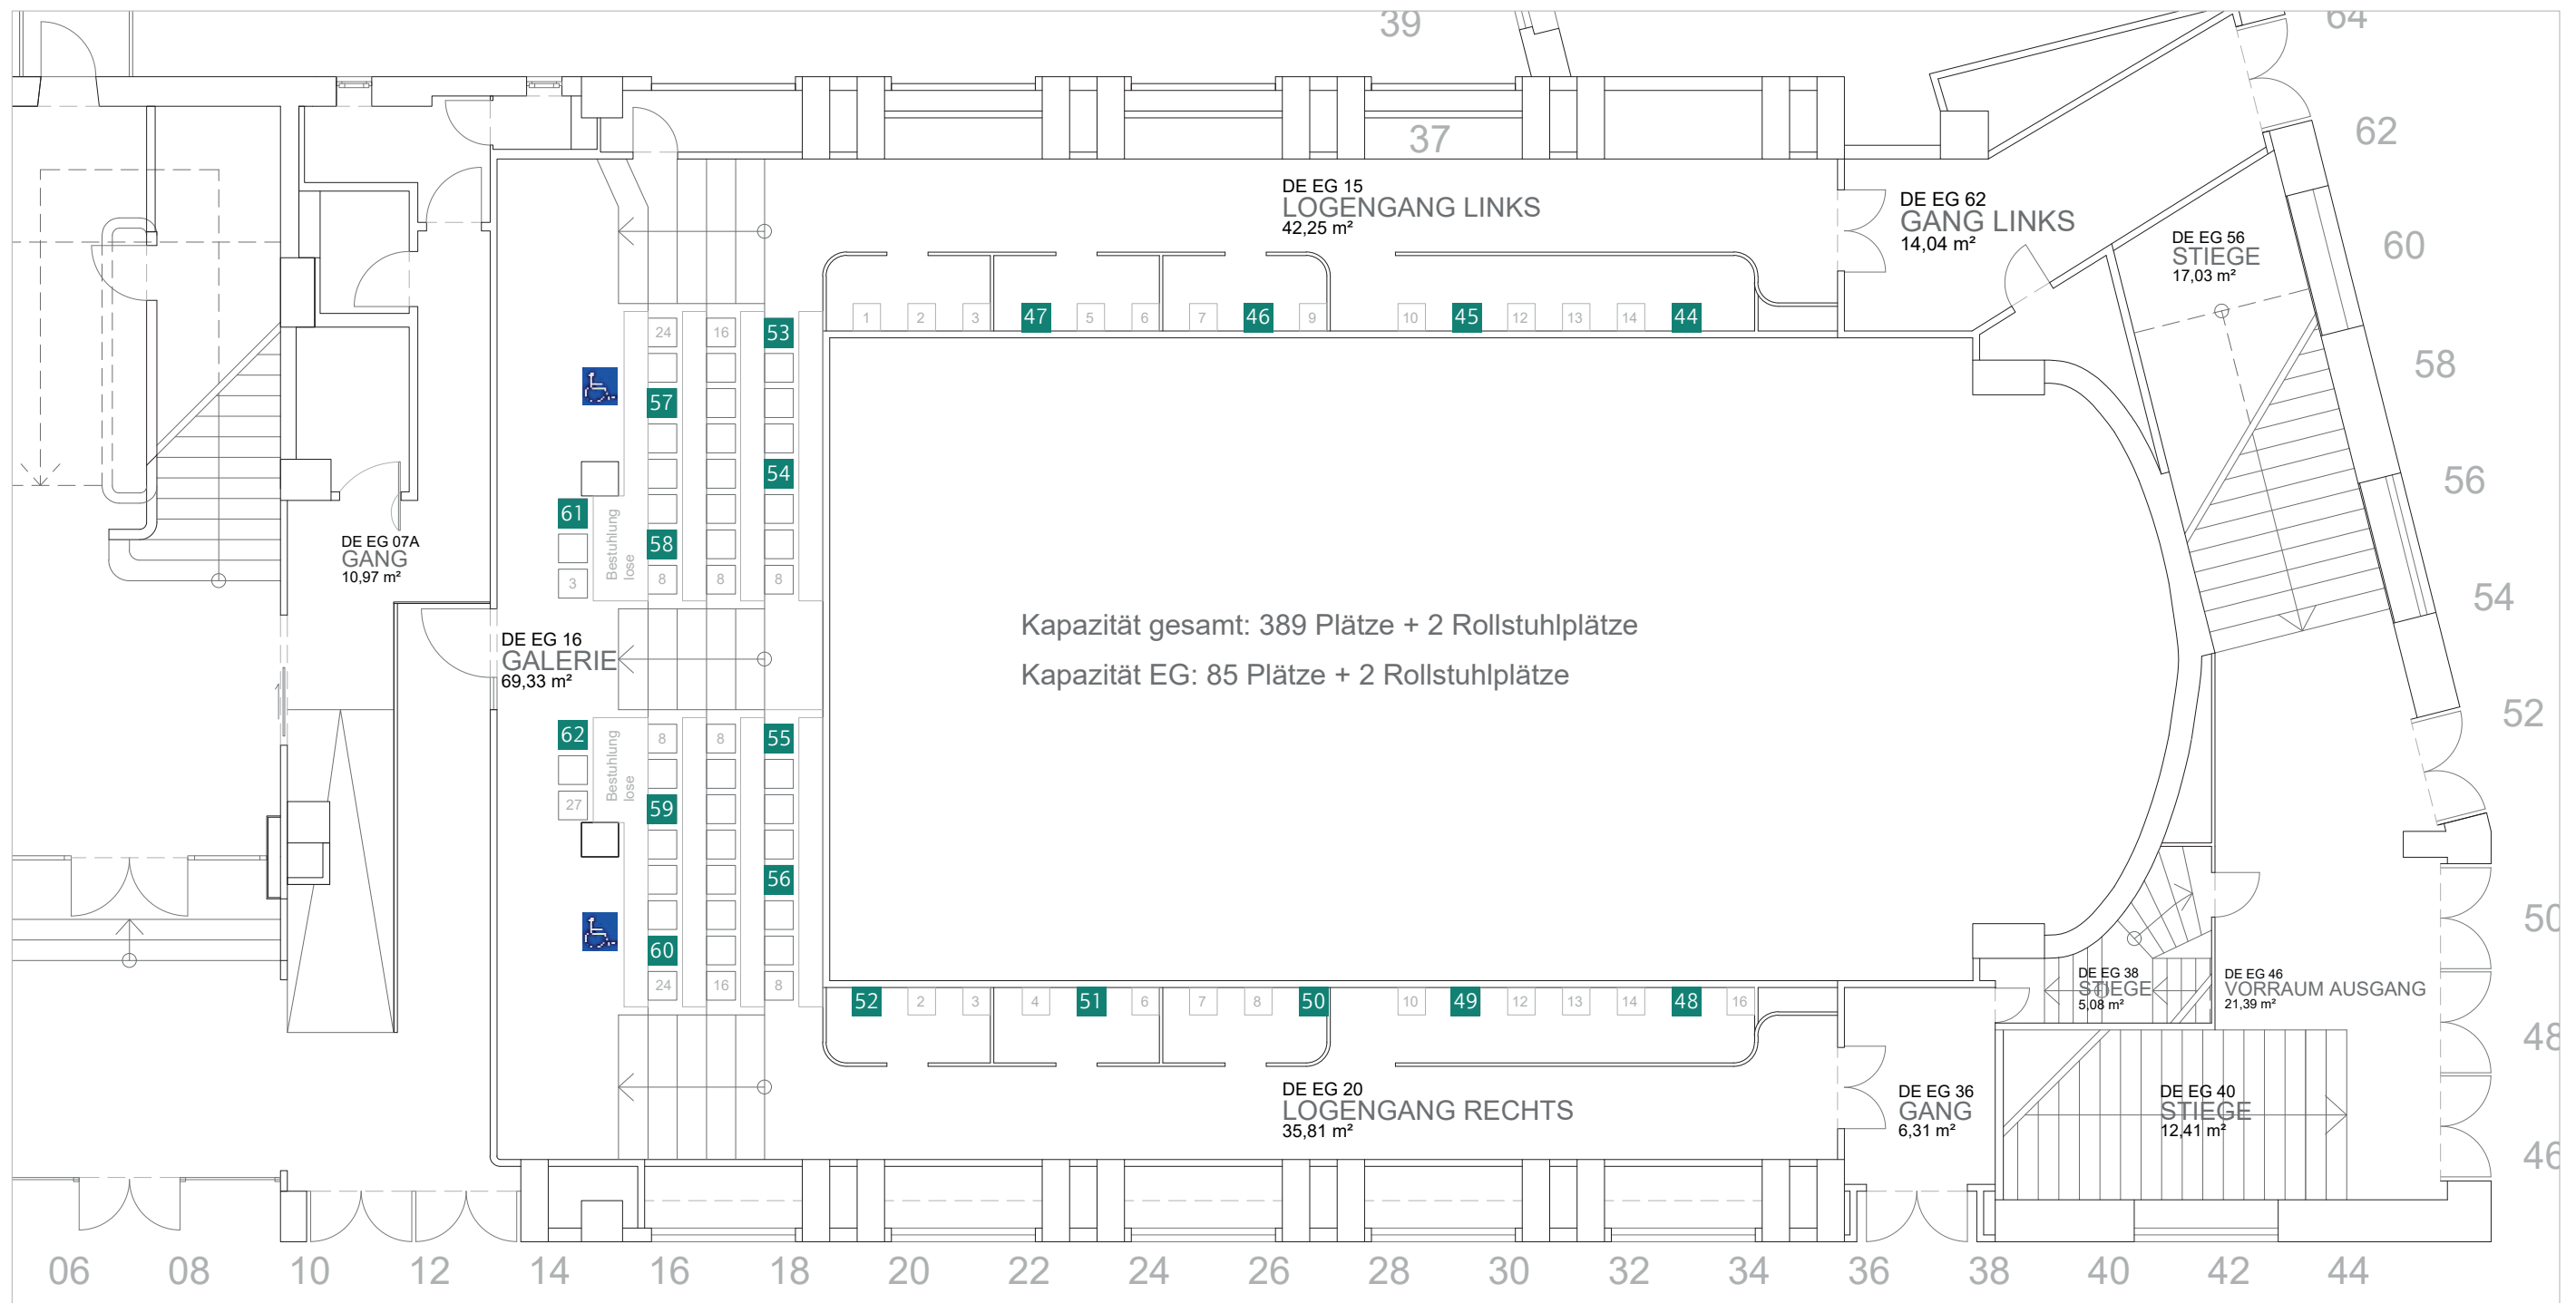 39
64
37
62
DE EG 15
LOGENGANG LINKS
42,25 m²
DE EG 62
GANG LINKS
14,04 m²
DE EG 56
STIEGE
17,03 m²
60
1 2 3 47 5 6 7 46 9 10 45 12 13 14 44
24 16 53
58
57
54
56
61
58
3
Bestuhlung
lose
8 8 8
DE EG 07A
GANG
10,97 m²
54
DE EG 16
GALERIE
69,33 m²
Kapazität gesamt: 389 Plätze + 2 Rollstuhlplätze
Kapazität EG: 85 Plätze + 2 Rollstuhlplätze
52
62
27
Bestuhlung
lose
8 8 55
59
56
60
24 16 8
50
52 2 3 4 51 6 7 8 50 10 49 12 13 14 48 16
DE EG 38
STIEGE
5,08 m²
DE EG 46
VORRAUM AUSGANG
21,39 m²
48
DE EG 20
LOGENGANG RECHTS
35,81 m²
DE EG 36
GANG
6,31 m²
DE EG 40
STIEGE
12,41 m²
46
06 08 10 12 14 16 18 20 22 24 26 28 30 32 34 36 38 40 42 44